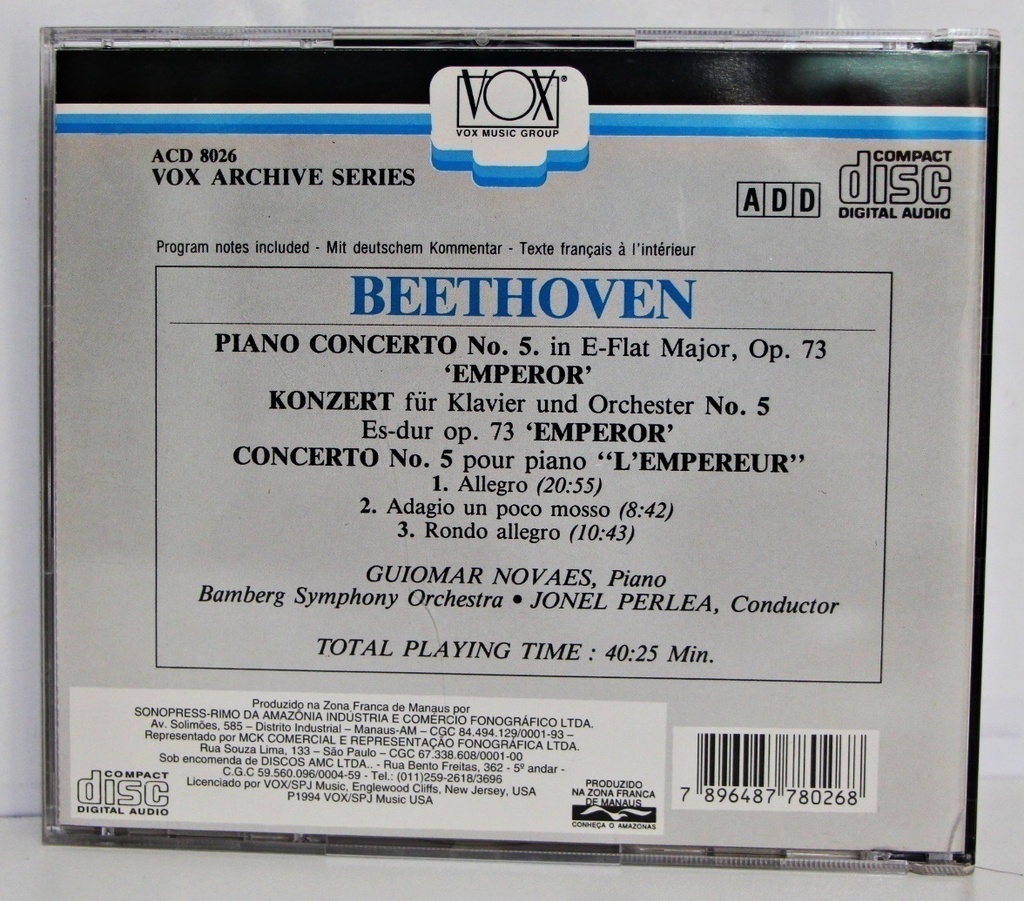 VOX®
VOX MUSIC GROUP
ACD 8026
VOX ARCHIVE SERIES
ADD
COMPACT
disc
DIGITAL AUDIO
Program notes included - Mit deutschem Kommentar - Texte français à l'intérieur
BEETHOVEN
PIANO CONCERTO No. 5. in E-Flat Major, Op. 73
'EMPEROR'
KONZERT für Klavier und Orchester No. 5
Es-dur op. 73 'EMPEROR'
CONCERTO No. 5 pour piano "L'EMPEREUR"
1. Allegro (20:55)
2. Adagio un poco mosso (8:42)
3. Rondo allegro (10:43)
GUIOMAR NOVAES, Piano
Bamberg Symphony Orchestra • JONEL PERLEA, Conductor
TOTAL PLAYING TIME : 40:25 Min.
Produzido na Zona Franca de Manaus por
SONOPRESS-RIMO DA AMAZÔNIA INDÚSTRIA E COMÉRCIO FONOGRÁFICO LTDA.
Av. Solimões, 585 – Distrito Industrial – Manaus-AM – CGC 84.494.129/0001-93 –
Representado por MCK COMERCIAL E REPRESENTAÇÃO FONOGRÁFICA LTDA.
Rua Souza Lima, 133 – São Paulo – CGC 67.338.608/0001-00
Sob encomenda de DISCOS AMC LTDA.. - Rua Bento Freitas, 362 - 5º andar -
C.G.C 59.560.096/0004-59 - Tel.: (011)259-2618/3696
Licenciado por VOX/SPJ Music, Englewood Cliffs, New Jersey, USA
P1994 VOX/SPJ Music USA
COMPACT
disc
DIGITAL AUDIO
PRODUZIDO
NA ZONA FRANCA
DE MANAUS
CONHEÇA O AMAZONAS
7 896487 780268